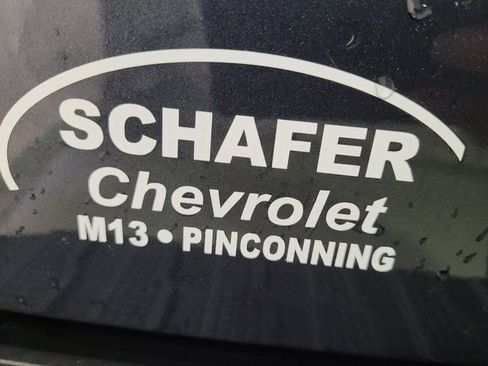 SCHAFER
Chevrolet
M13 • PINCONNING